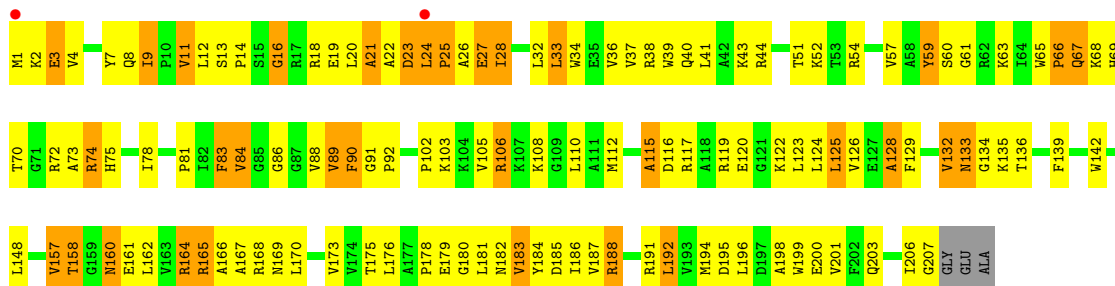 M1 K2 E3 V4 Y7 Q8 I9 P10 V11 L12 S13 P14 S15 G16 R17 R18 E19 L20 A21 A22 D23 L24 P25 A26 E27 I28 L32 L33 W34 E35 V36 V37 R38 W39 Q40 L41 A42 K43 R44 T51 K52 T53 R54 V57 A58 Y59 S60 G61 R62 K63 I64 W65 P66 Q67 K68 H69
T70 G71 R72 A73 R74 H75 I78 P81 I82 F83 V84 G85 G86 G87 V88 V89 F90 G91 P92 P102 K103 K104 V105 R106 K107 K108 G109 L110 A111 M112 A115 D116 R117 A118 R119 E120 G121 K122 L123 L124 L125 V126 E127 A128 F129 V132 N133 G134 K135 T136 F139 W142
L148 V157 T158 G159 N160 E161 L162 V163 R164 R165 A166 A167 R168 N169 L170 V173 V174 T175 L176 A177 P178 E179 G180 L181 N182 V183 Y184 D185 I186 V187 R188 R191 L192 V193 M194 D195 L196 D197 A198 W199 E200 V201 F202 Q203 I206 G207 GLY GLU ALA